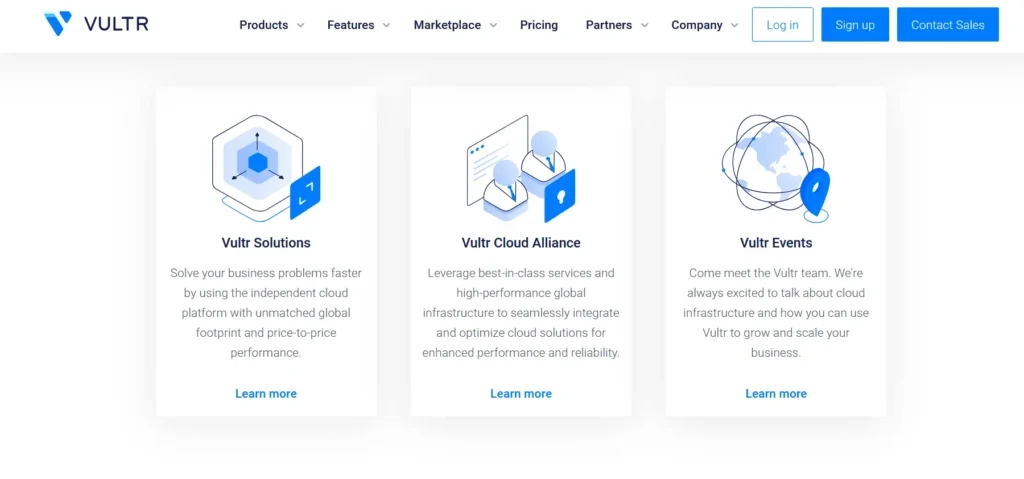 VULTR
Products
Features
Marketplace
Pricing
Partners
Company
Log in
Sign up
Contact Sales
Vultr Solutions
Solve your business problems faster
by using the independent cloud
platform with unmatched global
footprint and price-to-price
performance.
Learn more
Vultr Cloud Alliance
Leverage best-in-class services and
high-performance global
infrastructure to seamlessly integrate
and optimize cloud solutions for
enhanced performance and reliability.
Learn more
Vultr Events
Come meet the Vultr team. We're
always excited to talk about cloud
infrastructure and how you can use
Vultr to grow and scale your
business.
Learn more